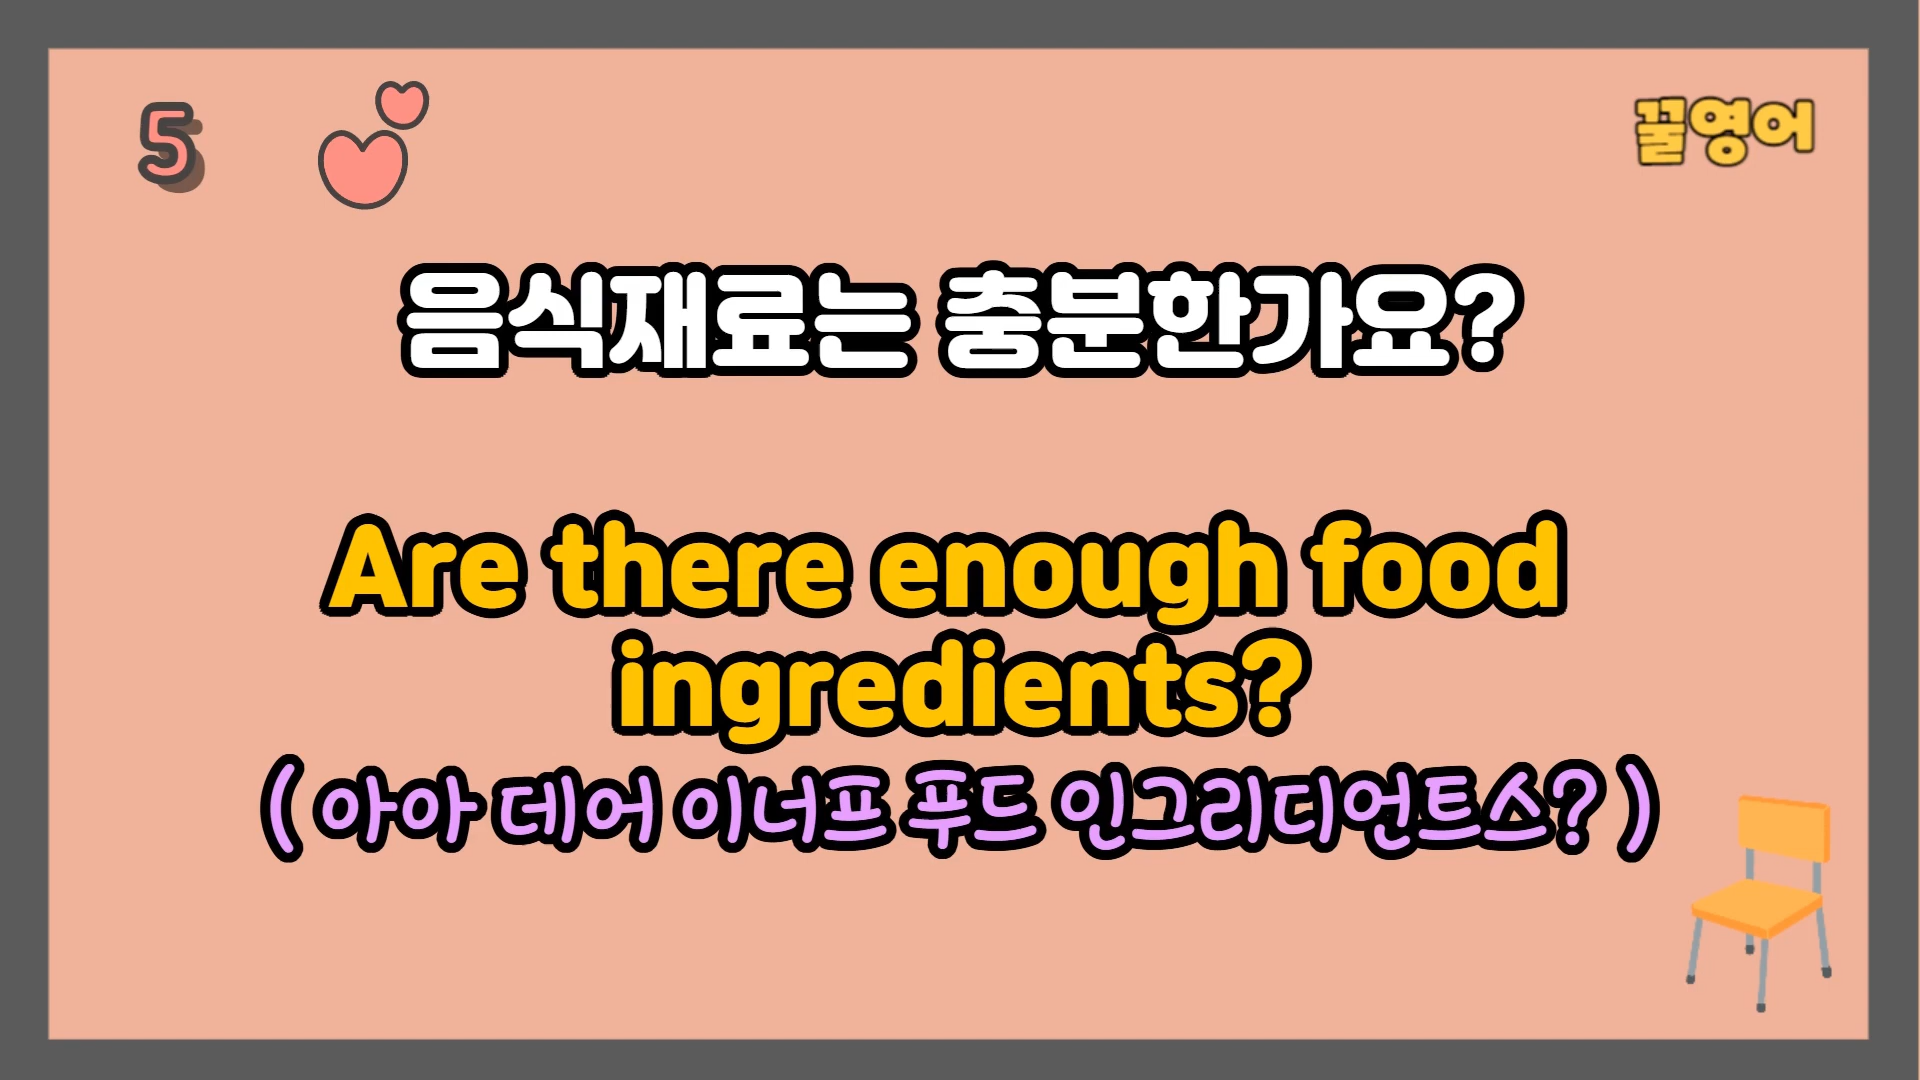 5
꿀영어
음식재료는 충분한가요?
Are there enough food
ingredients?
( 아아 데어 이너프 푸드 인그리디언트스? )